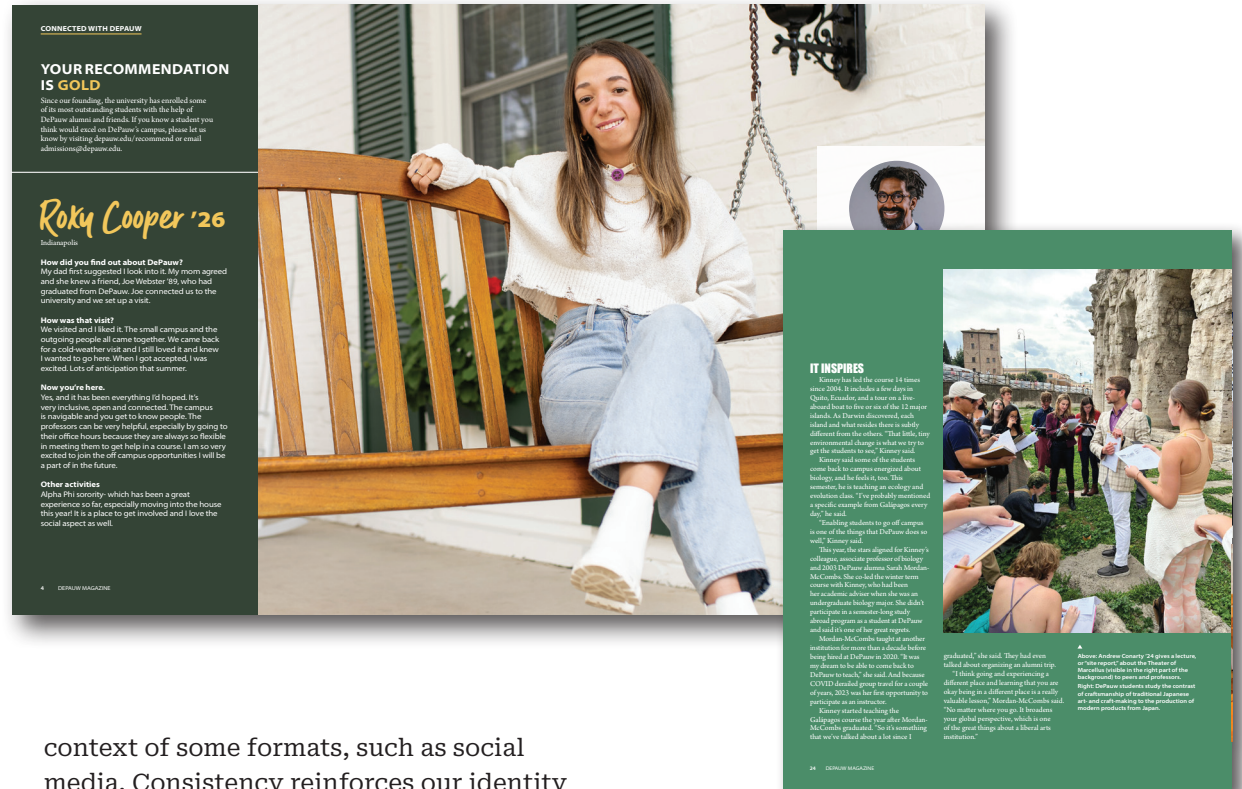 CONNECTED WITH DEPAUW
YOUR RECOMMENDATION
IS GOLD
Since our founding, the university has enrolled some
of its most outstanding students with the help of
DePauw alumni and friends. If you know a student you
think would excel on DePauw's campus, please let us
know by visiting depauw.edu/recommend or email
admissions@depauw.edu.
Roxy Cooper '26
Indianapolis
How did you find out about DePauw?
My dad first suggested I look into it. My mom agreed
and she knew a friend, Joe Webster '89, who had
graduated from DePauw. Joe connected us to the
university and we set up a visit.
How was that visit?
We visited and I liked it. The small campus and the
outgoing people all came together. We came back
for a cold-weather visit and I still loved it and knew
I wanted to go here. When I got accepted, I was
excited. Lots of anticipation that summer.
Now you're here.
Yes, and it has been everything I'd hoped. It's
very inclusive, open and connected. The campus
is navigable and you get to know people. The
professors can be very helpful, especially by going to
their office hours because they are always so flexible
in meeting them to get help in a course. I am so very
excited to join the off campus opportunities I will be
a part of in the future.
Other activities
Alpha Phi sorority- which has been a great
experience so far, especially moving into the house
this year! It is a place to get involved and I love the
social aspect as well.
4 DEPAUW MAGAZINE
IT INSPIRES
Kinney has led the course 14 times
since 2004. It includes a few days in
Quito, Ecuador, and a tour on a live-
aboard boat to five or six of the 12 major
islands. As Darwin discovered, each
island and what resides there is subtly
different from the others. "That little, tiny
environmental change is what we try to
get the students to see," Kinney said.
Kinney said some of the students
come back to campus energized about
biology, and he feels it, too. This
semester, he is teaching an ecology and
evolution class. "I've probably mentioned
a specific example from Galápagos every
day," he said.
"Enabling students to go off campus
is one of the things that DePauw does so
well," Kinney said.
This year, the stars aligned for Kinney's
colleague, associate professor of biology
and 2003 DePauw alumna Sarah Mordan-
McCombs. She co-led the winter term
course with Kinney, who had been
her academic adviser when she was an
undergraduate biology major. She didn't
participate in a semester-long study
abroad program as a student at DePauw
and said it's one of her great regrets.
Mordan-McCombs taught at another
institution for more than a decade before
being hired at DePauw in 2020. "It was
my dream to be able to come back to
DePauw to teach," she said. And because
COVID derailed group travel for a couple
of years, 2023 was her first opportunity to
participate as an instructor.
Kinney started teaching the
Galápagos course the year after Mordan-
McCombs graduated. "So it's something
that we've talked about a lot since I
graduated," she said. They had even
talked about organizing an alumni trip.
"I think going and experiencing a
different place and learning that you are
okay being in a different place is a really
valuable lesson," Mordan-McCombs said.
"No matter where you go. It broadens
your global perspective, which is one
of the great things about a liberal arts
institution."
Above: Andrew Conarty '24 gives a lecture,
or "site report," about the Theater of
Marcellus (visible in the right part of the
background) to peers and professors.
Right: DePauw students study the contrast
of craftsmanship of traditional Japanese
art- and craft-making to the production of
modern products from Japan.
24 DEPAUW MAGAZINE
context of some formats, such as social
media. Consistency reinforces our identity